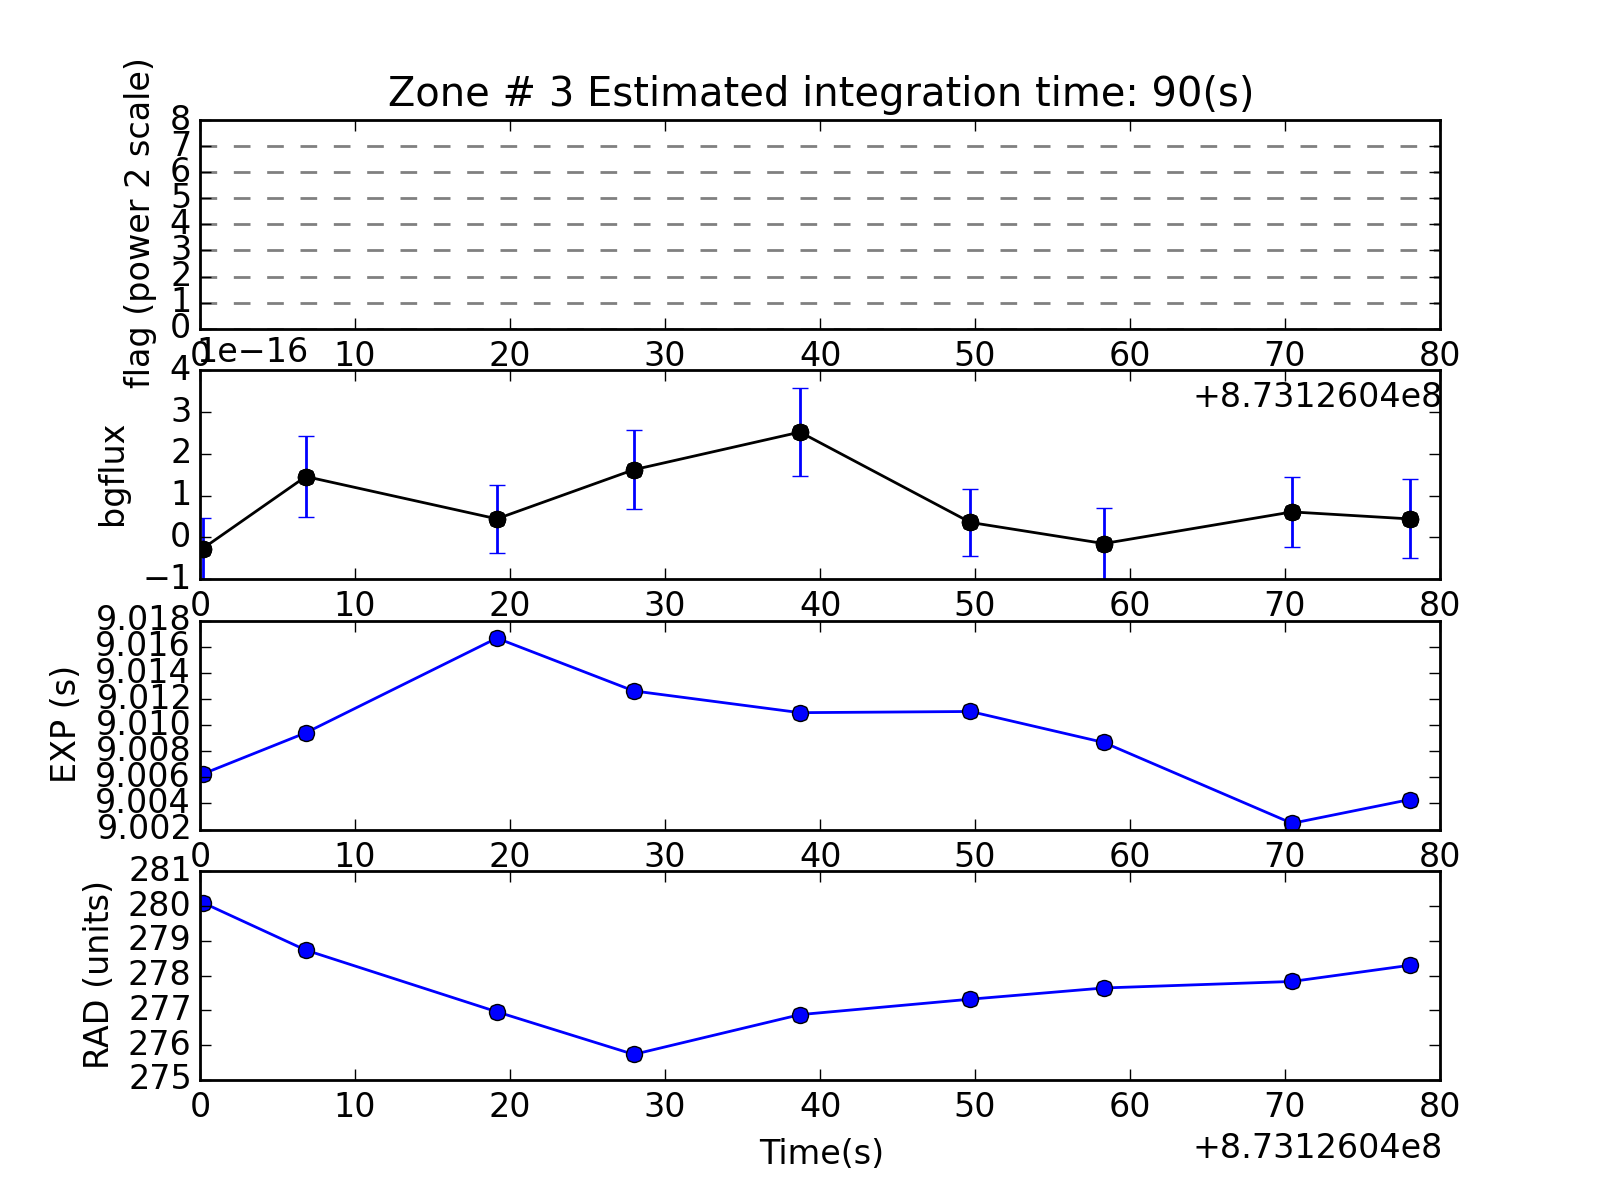 Zone # 3 Estimated integration time: 90(s)
flag (power 2 scale)
8
7
6
5
4
3
2
1
0
0 10 20 30 40 50 60 70 80
1e−16
+8.7312604e8
bgflux
4
3
2
1
0
−1
0 10 20 30 40 50 60 70 80
EXP (s)
9.018
9.016
9.014
9.012
9.010
9.008
9.006
9.004
9.002
0 10 20 30 40 50 60 70 80
RAD (units)
281
280
279
278
277
276
275
0 10 20 30 40 50 60 70 80
Time(s)
+8.7312604e8